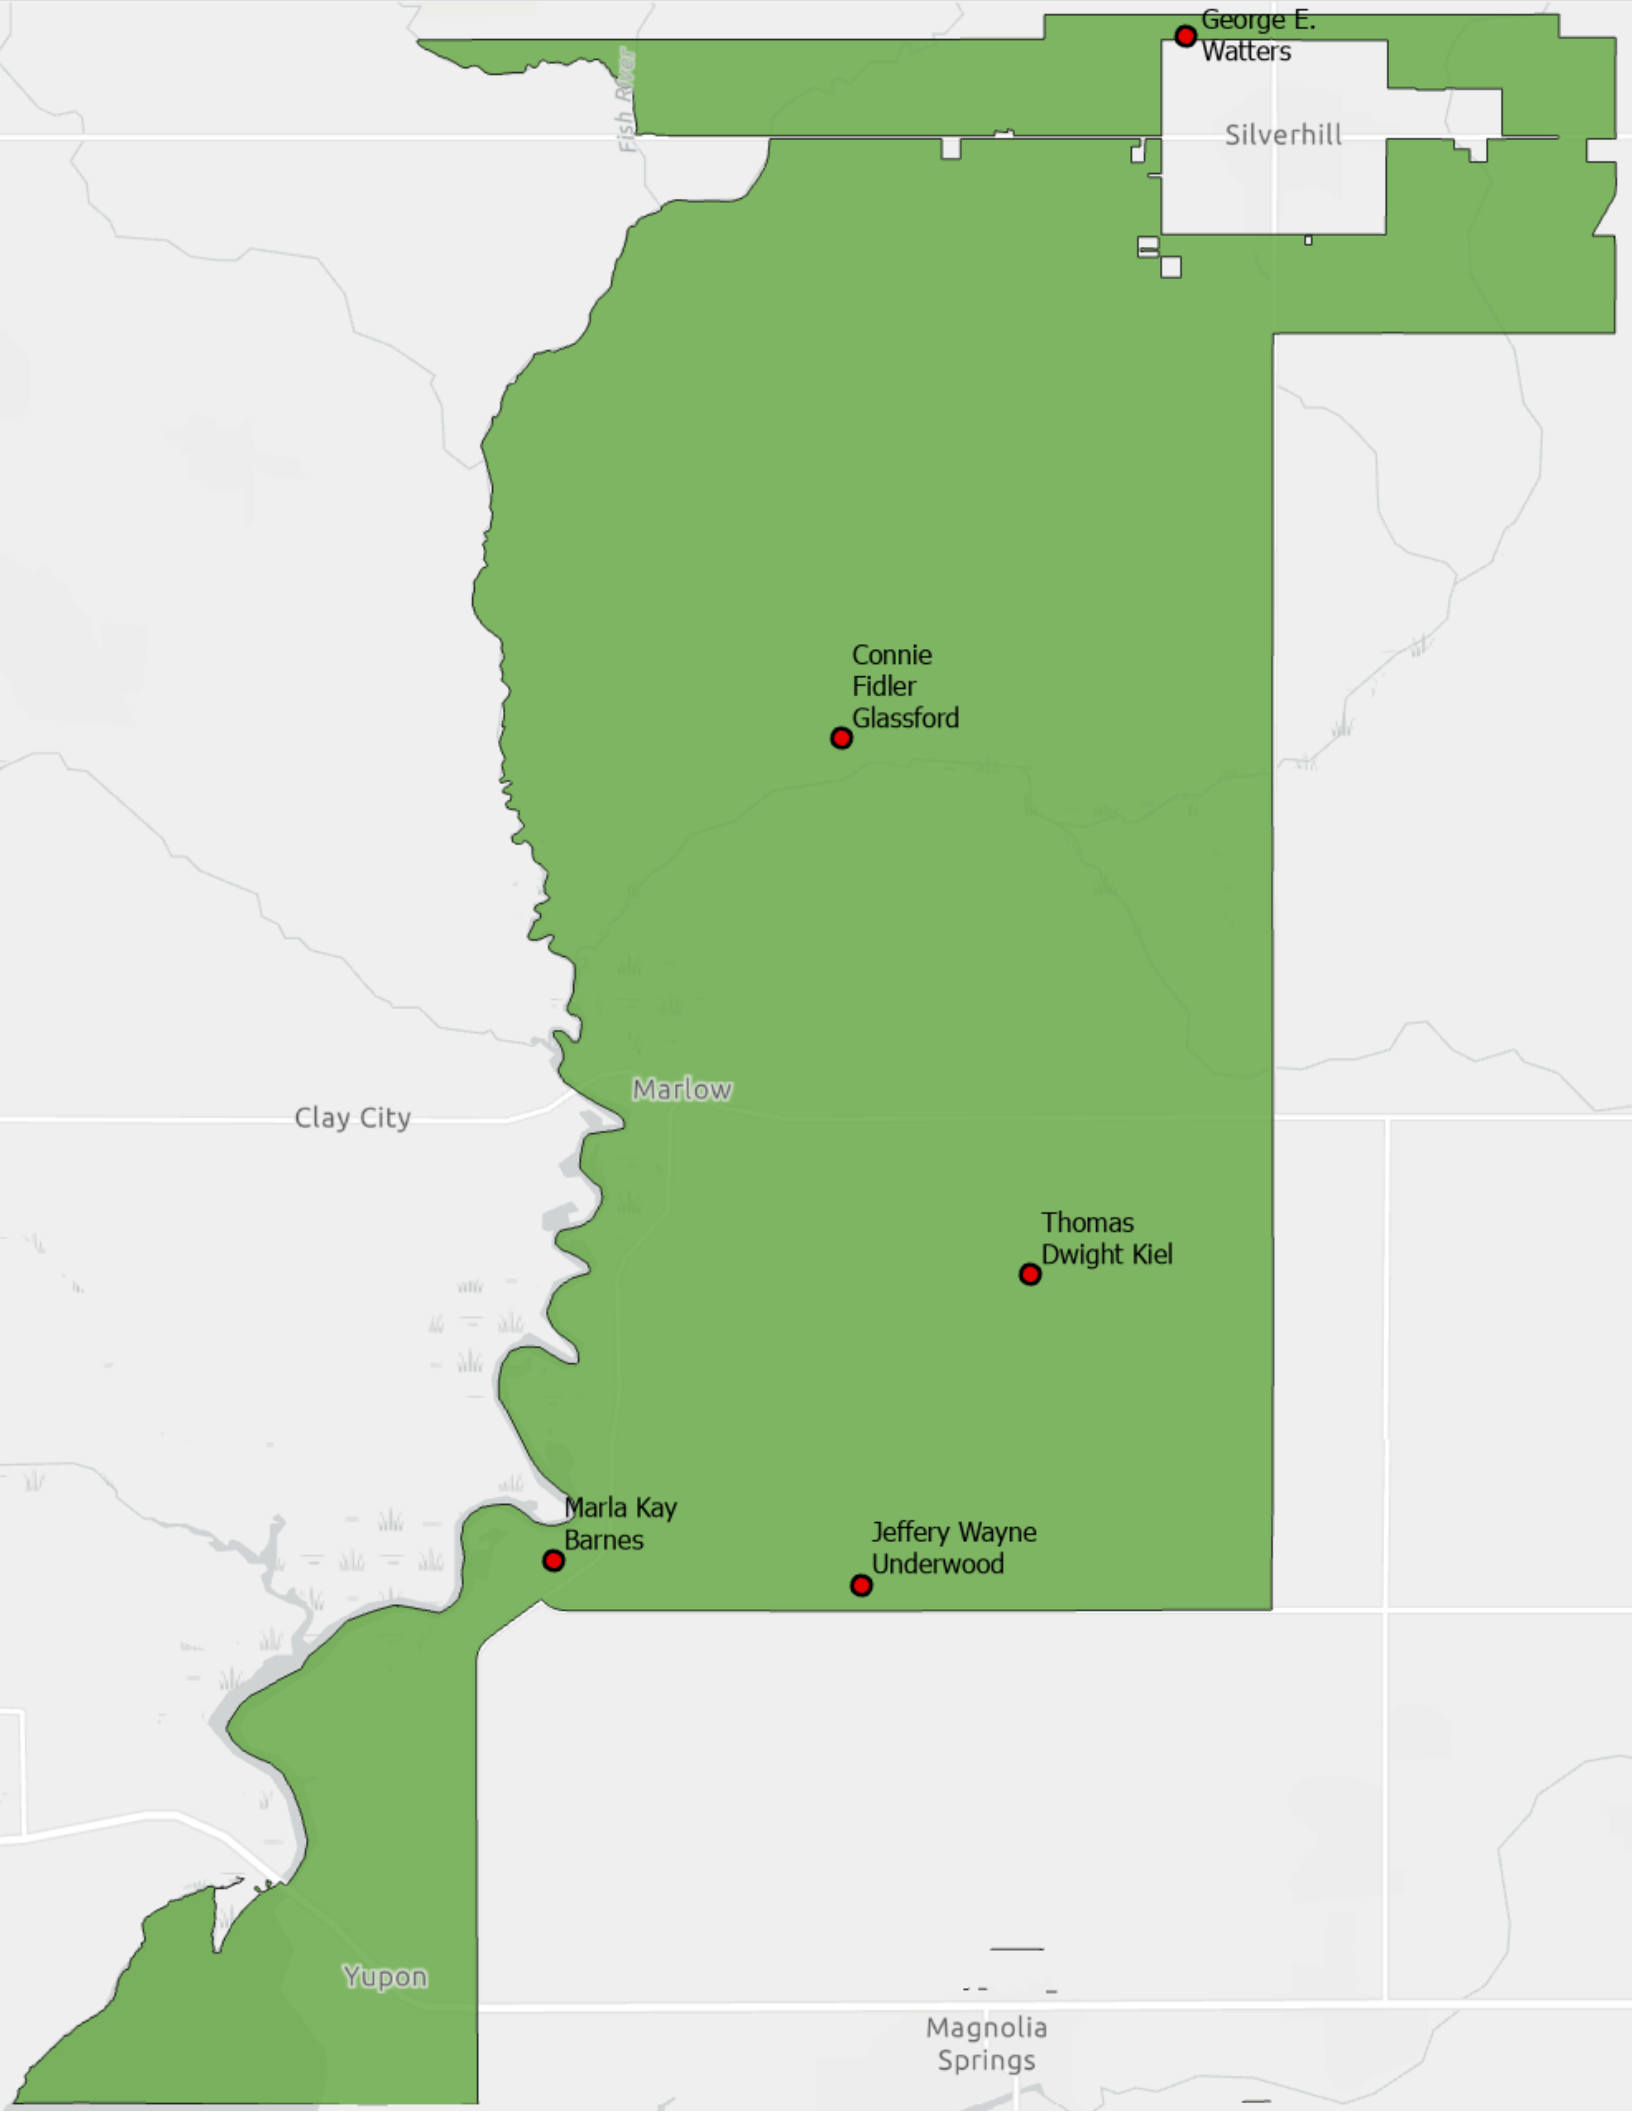 George E.
Watters
Fish River
Silverhill
Connie
Fidler
Glassford
Marlow
Clay City
Thomas
Dwight Kiel
Marla Kay
Barnes
Jeffery Wayne
Underwood
Yupon
Magnolia
Springs